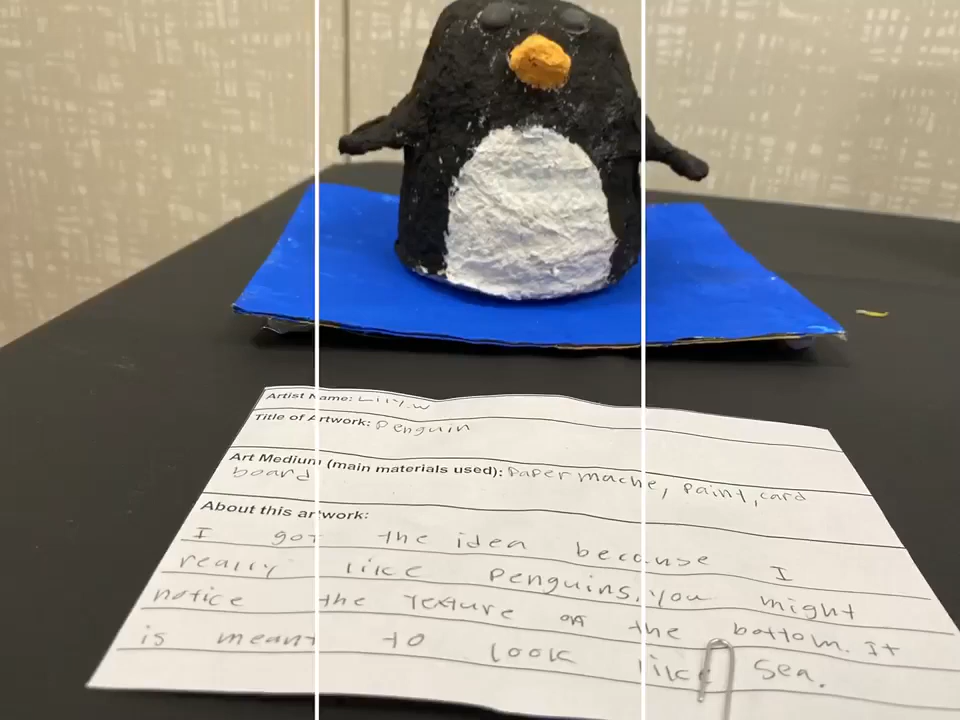 Artist Name: Lily.W
Title of Artwork: Penguin
Art Medium (main materials used): Paper mache, Paint, card
board
About this artwork:
I got the idea because I
really like Penguins. You might
notice the Texture on the bottom. It
is meant to look like Sea.